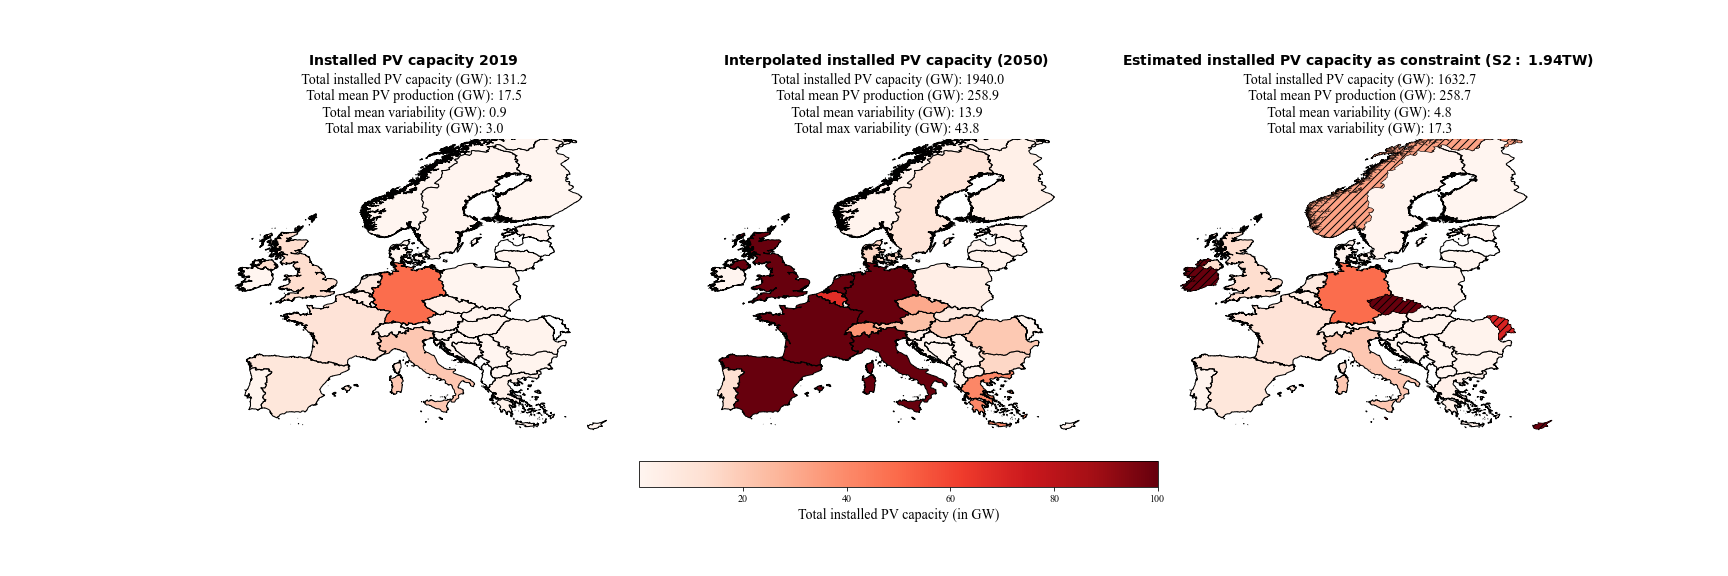 Installed PV capacity 2019
Total installed PV capacity (GW): 131.2
Total mean PV production (GW): 17.5
Total mean variability (GW): 0.9
Total max variability (GW): 3.0
Interpolated installed PV capacity (2050)
Total installed PV capacity (GW): 1940.0
Total mean PV production (GW): 258.9
Total mean variability (GW): 13.9
Total max variability (GW): 43.8
Estimated installed PV capacity as constraint (S2 : 1.94TW)
Total installed PV capacity (GW): 1632.7
Total mean PV production (GW): 258.7
Total mean variability (GW): 4.8
Total max variability (GW): 17.3
20 40 60 80 100
Total installed PV capacity (in GW)